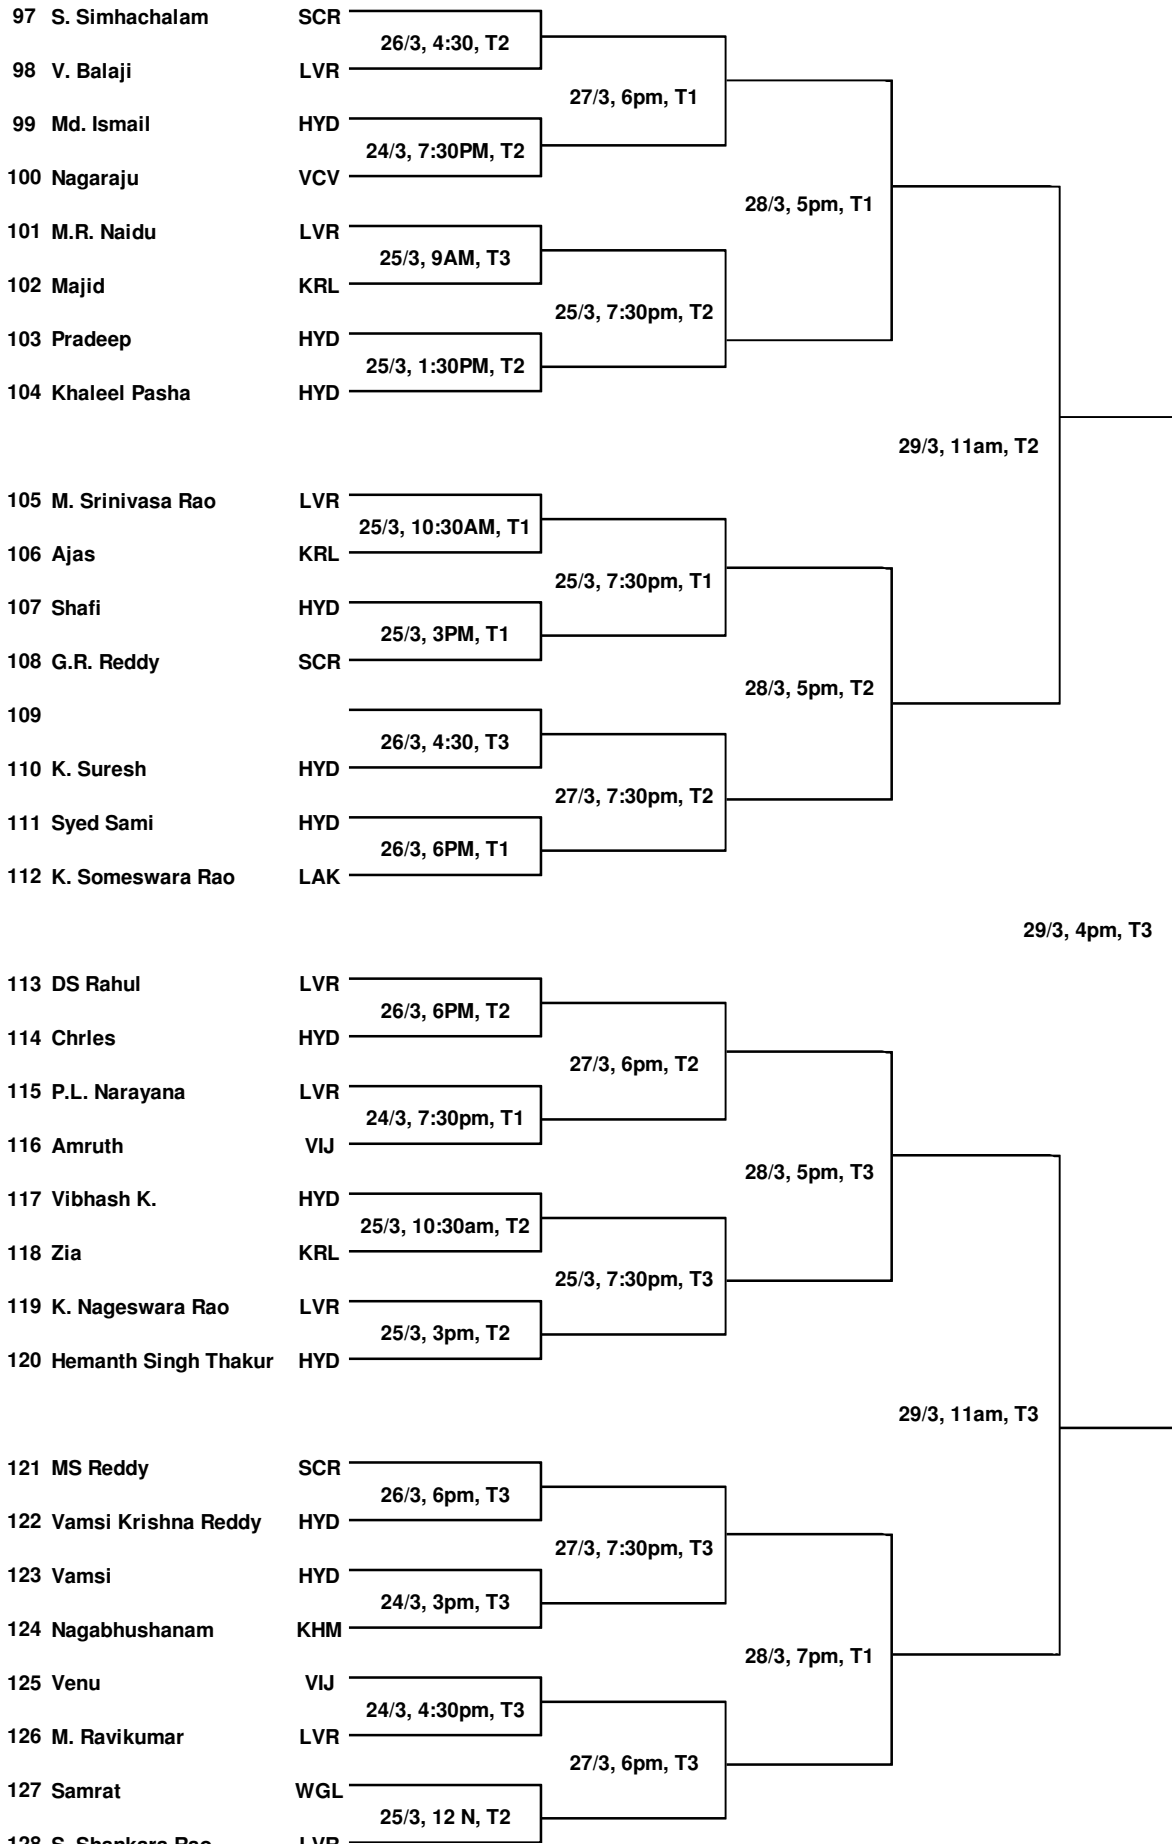 97 S. Simhachalam SCR
26/3, 4:30, T2
98 V. Balaji LVR
27/3, 6pm, T1
99 Md. Ismail HYD
24/3, 7:30PM, T2
100 Nagaraju VCV
28/3, 5pm, T1
101 M.R. Naidu LVR
25/3, 9AM, T3
102 Majid KRL
25/3, 7:30pm, T2
103 Pradeep HYD
25/3, 1:30PM, T2
104 Khaleel Pasha HYD
29/3, 11am, T2
105 M. Srinivasa Rao LVR
25/3, 10:30AM, T1
106 Ajas KRL
25/3, 7:30pm, T1
107 Shafi HYD
25/3, 3PM, T1
108 G.R. Reddy SCR
28/3, 5pm, T2
109
26/3, 4:30, T3
110 K. Suresh HYD
27/3, 7:30pm, T2
111 Syed Sami HYD
26/3, 6PM, T1
112 K. Someswara Rao LAK
29/3, 4pm, T3
113 DS Rahul LVR
26/3, 6PM, T2
114 Chrles HYD
27/3, 6pm, T2
115 P.L. Narayana LVR
24/3, 7:30pm, T1
116 Amruth VIJ
28/3, 5pm, T3
117 Vibhash K. HYD
25/3, 10:30am, T2
118 Zia KRL
25/3, 7:30pm, T3
119 K. Nageswara Rao LVR
25/3, 3pm, T2
120 Hemanth Singh Thakur HYD
29/3, 11am, T3
121 MS Reddy SCR
26/3, 6pm, T3
122 Vamsi Krishna Reddy HYD
27/3, 7:30pm, T3
123 Vamsi HYD
24/3, 3pm, T3
124 Nagabhushanam KHM
28/3, 7pm, T1
125 Venu VIJ
24/3, 4:30pm, T3
126 M. Ravikumar LVR
27/3, 6pm, T3
127 Samrat WGL
25/3, 12 N, T2
128 S. Shankara Rao LVR